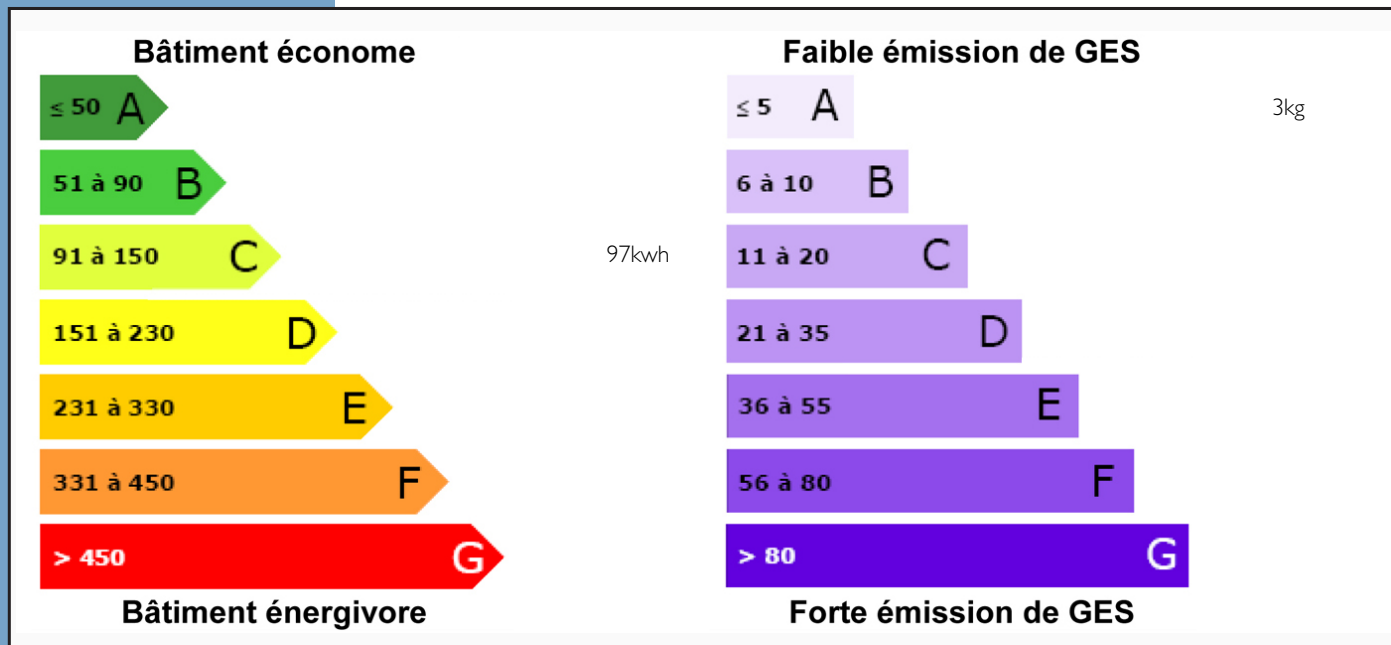 Bâtiment économe
≤ 50 A
51 à 90 B
91 à 150 C
97kwh
151 à 230 D
231 à 330 E
331 à 450 F
> 450 G
Bâtiment énergivore
Faible émission de GES
≤ 5 A
3kg
6 à 10 B
11 à 20 C
21 à 35 D
36 à 55 E
56 à 80 F
> 80 G
Forte émission de GES